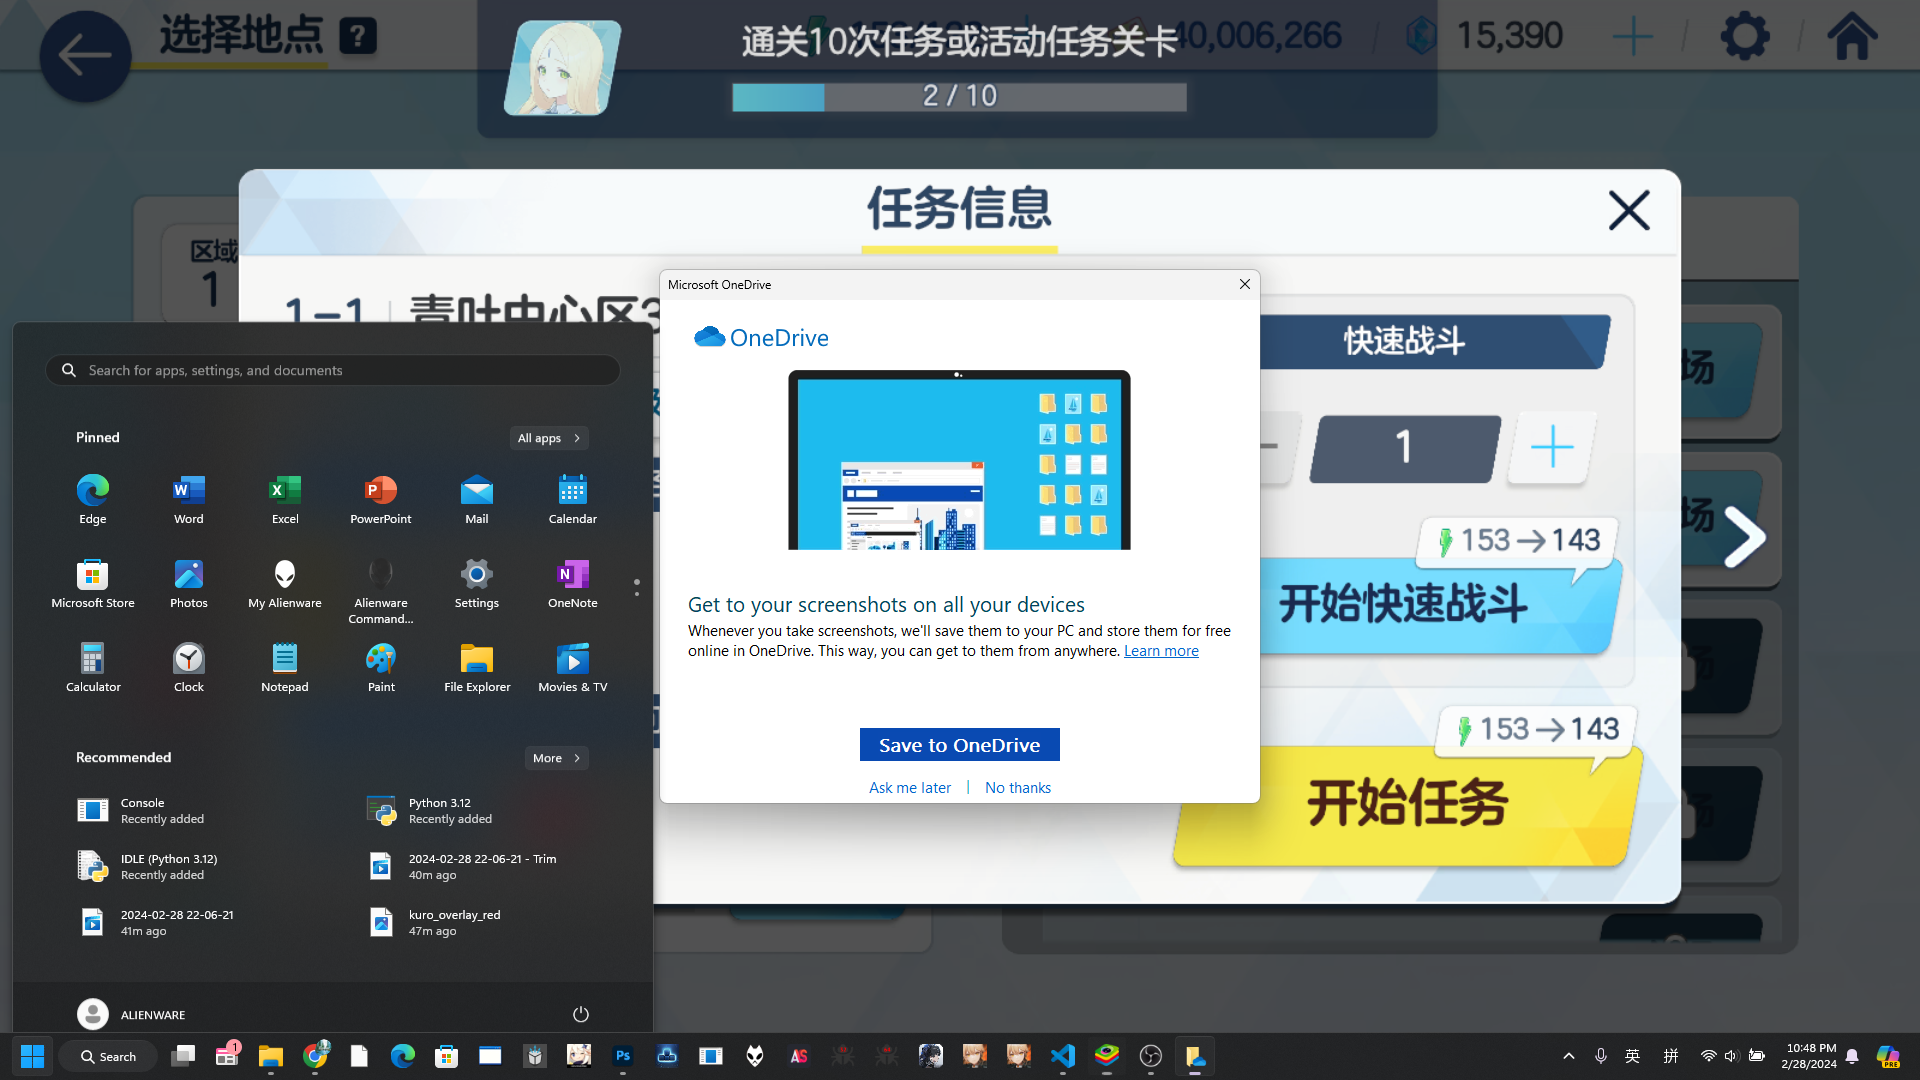 选择地点
?
通关10次任务或活动任务关卡
2 / 10
40,006,266
15,390
区域
1
任务信息
1-1
青叶中心区3
快速战斗
1
153→143
开始快速战斗
153→143
开始任务
场
场
Microsoft OneDrive
OneDrive
Get to your screenshots on all your devices
Whenever you take screenshots, we'll save them to your PC and store them for free
online in OneDrive. This way, you can get to them from anywhere. Learn more
Save to OneDrive
Ask me later | No thanks
Search for apps, settings, and documents
Pinned
All apps
Edge
Word
Excel
PowerPoint
Mail
Calendar
Microsoft Store
Photos
My Alienware
Alienware
Command...
Settings
OneNote
Calculator
Clock
Notepad
Paint
File Explorer
Movies & TV
Recommended
More
Console
Recently added
Python 3.12
Recently added
IDLE (Python 3.12)
Recently added
2024-02-28 22-06-21 - Trim
40m ago
2024-02-28 22-06-21
41m ago
kuro_overlay_red
47m ago
ALIENWARE
Search
1
Ps
AS
英
拼
10:48 PM
2/28/2024
PRE